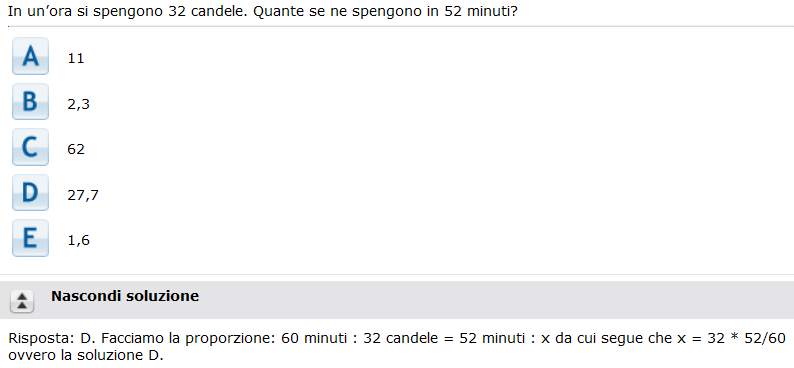 In un'ora si spengono 32 candele. Quante se ne spengono in 52 minuti?
A 11
B 2,3
C 62
D 27,7
E 1,6
Nascondi soluzione
Risposta: D. Facciamo la proporzione: 60 minuti : 32 candele = 52 minuti : x da cui segue che x = 32 * 52/60
ovvero la soluzione D.